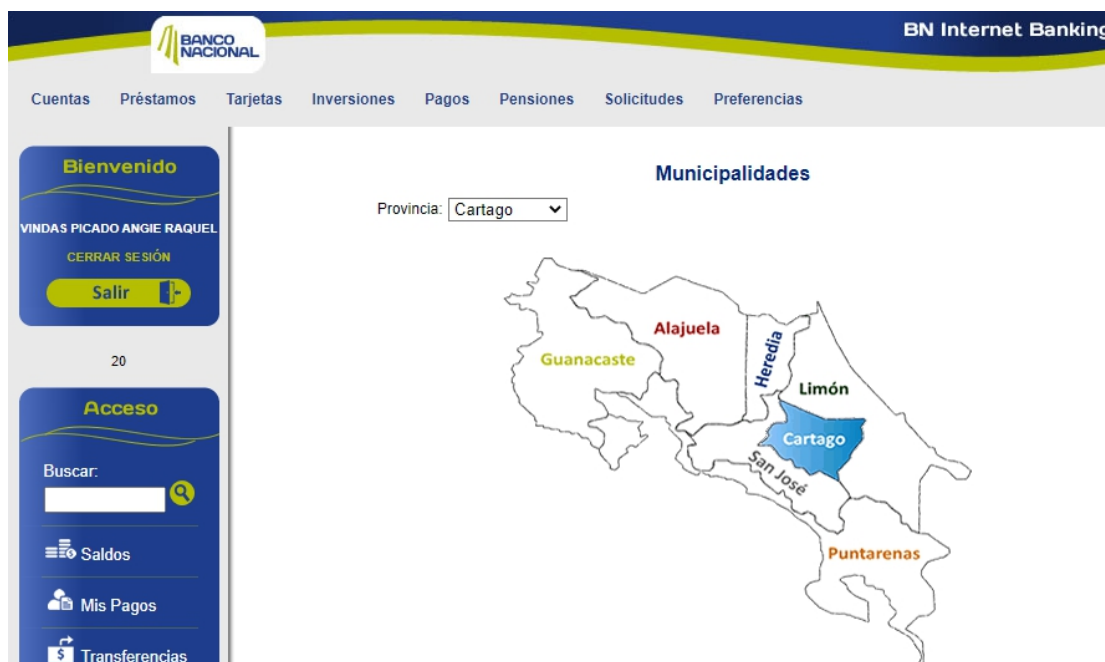 BANCO
NACIONAL
BN Internet Banking
Cuentas Préstamos Tarjetas Inversiones Pagos Pensiones Solicitudes Preferencias
Bienvenido
VINDAS PICADO ANGIE RAQUEL
CERRAR SESIÓN
Salir
20
Acceso
Buscar:
Saldos
Mis Pagos
$ Transferencias
Municipalidades
Provincia: Cartago
Alajuela
Guanacaste
Heredia
Limón
Cartago
San José
Puntarenas